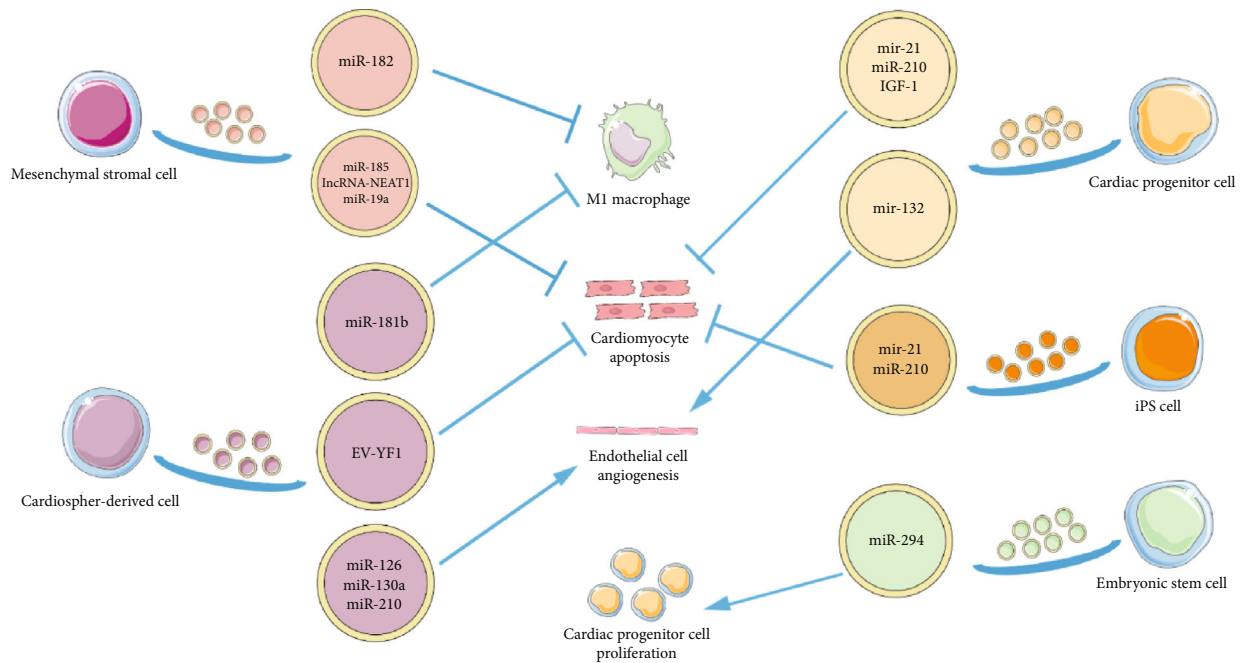 miR-182
Mesenchymal stromal cell
miR-185
lncRNA-NEAT1
miR-19a
miR-181b
EV-YF1
Cardiospher-derived cell
miR-126
miR-130a
miR-210
M1 macrophage
Cardiomyocyte
apoptosis
Endothelial cell
angiogenesis
Cardiac progenitor cell
proliferation
mir-21
miR-210
IGF-1
Cardiac progenitor cell
mir-132
mir-21
miR-210
iPS cell
miR-294
Embryonic stem cell